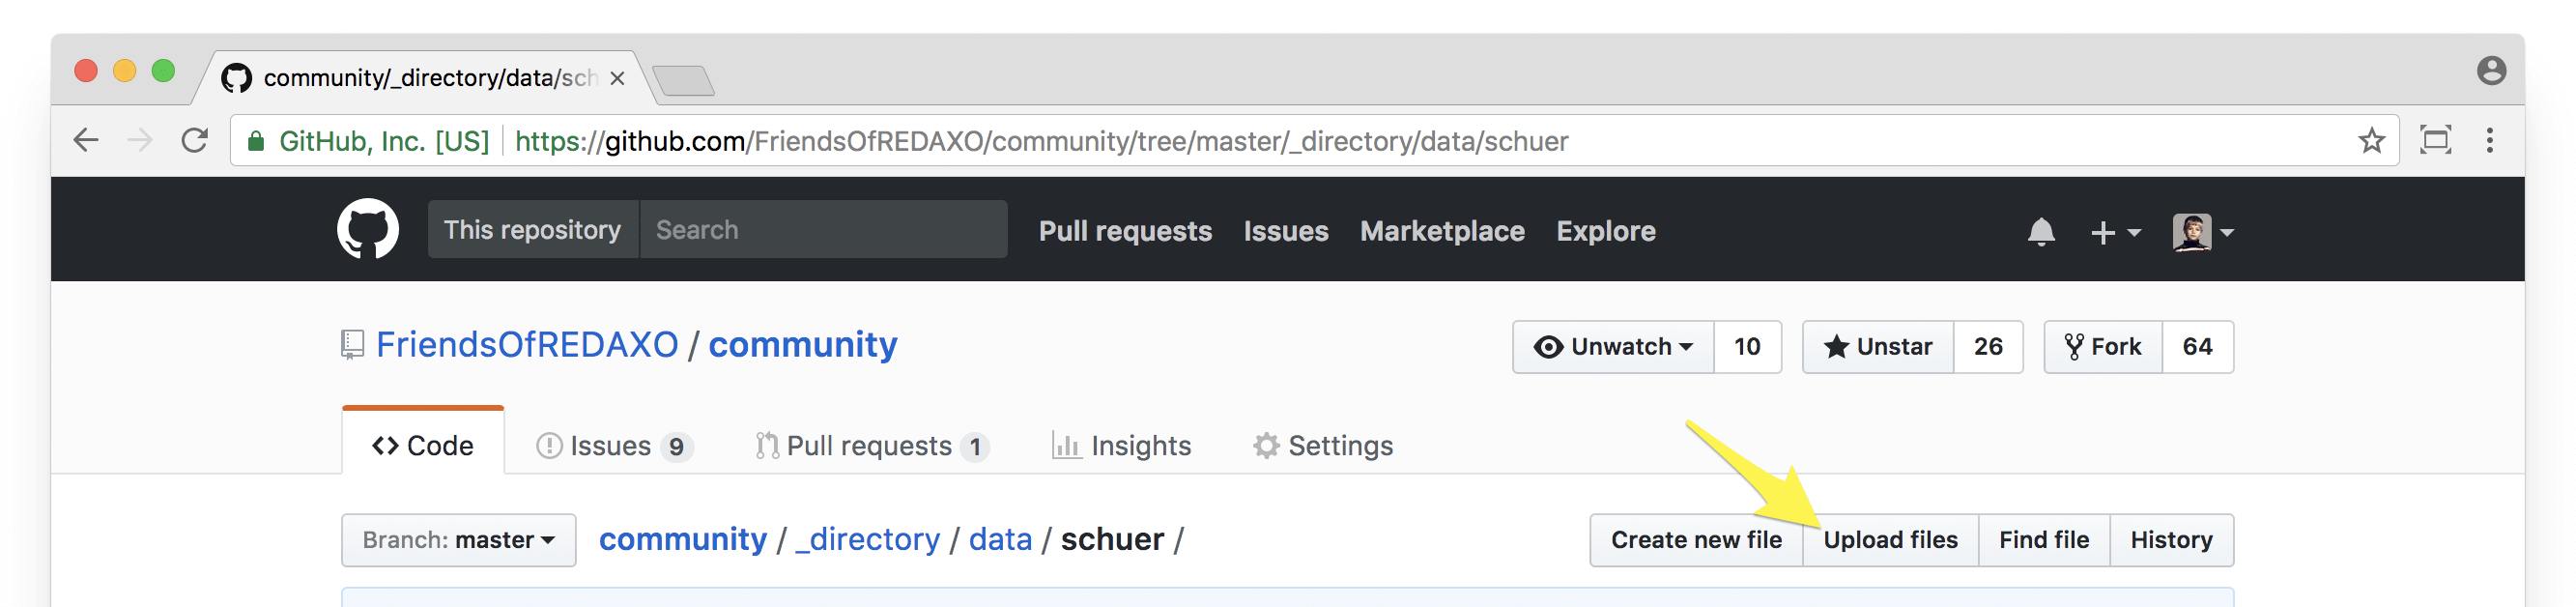 community/_directory/data/sch
GitHub, Inc. [US] https://github.com/FriendsOfREDAXO/community/tree/master/_directory/data/schuer
This repository Search Pull requests Issues Marketplace Explore
FriendsOfREDAXO / community Unwatch 10 Unstar 26 Fork 64
Code Issues 9 Pull requests 1 Insights Settings
Branch: master community / _directory / data / schuer / Create new file Upload files Find file History